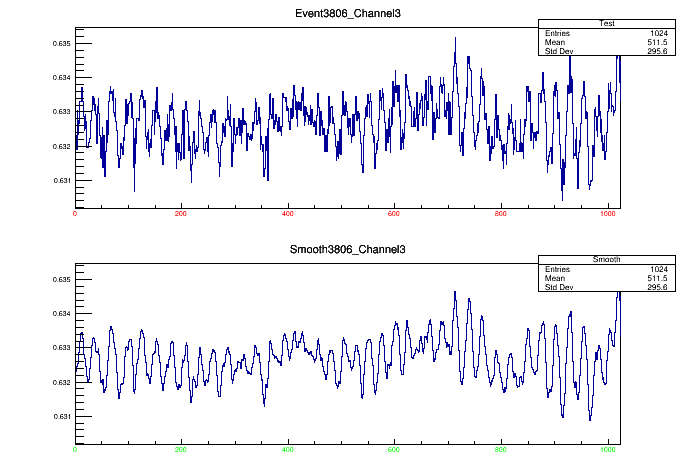 Event3806_Channel3
Test
Entries 1024
Mean 511.5
Std Dev 295.6
0.635
0.634
0.633
0.632
0.631
0 200 400 600 800 1000
Smooth3806_Channel3
Smooth
Entries 1024
Mean 511.5
Std Dev 295.6
0.635
0.634
0.633
0.632
0.631
0 200 400 600 800 1000